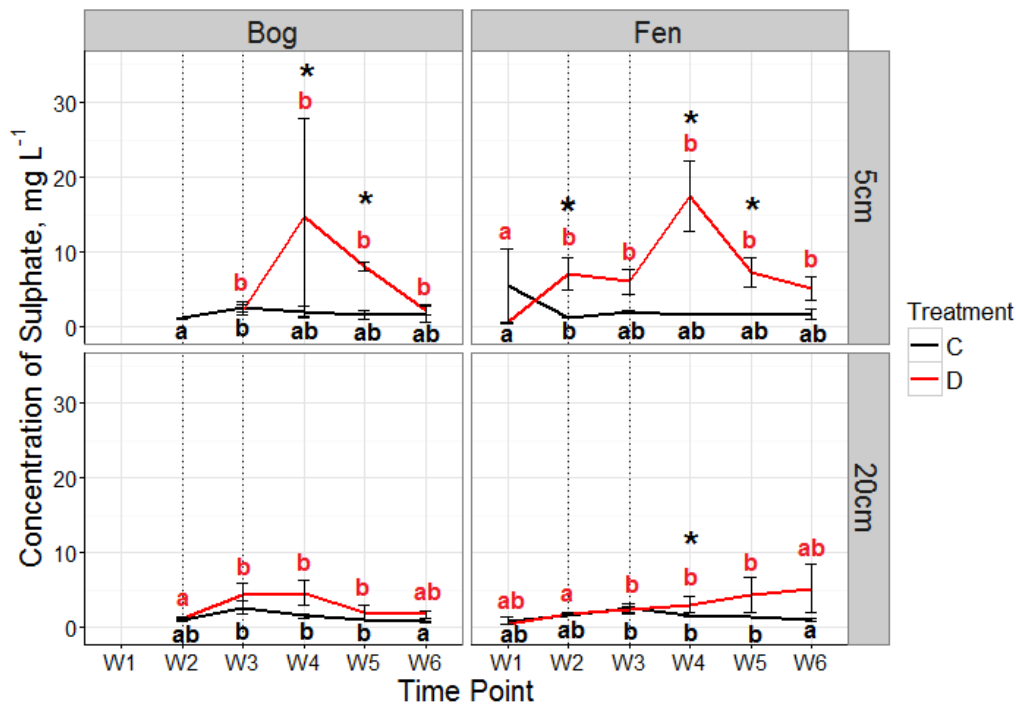 Bog Fen
Concentration of Sulphate, mg L⁻¹
30
20
10
0
* b * b b b
a b ab ab ab
a * b b * b * b b
a b ab ab ab ab
5cm
30
20
10
0
a b b b ab
ab b b b a
ab a b * b b ab
ab ab b b b a
20cm
W1 W2 W3 W4 W5 W6
W1 W2 W3 W4 W5 W6
Time Point
Treatment
C
D